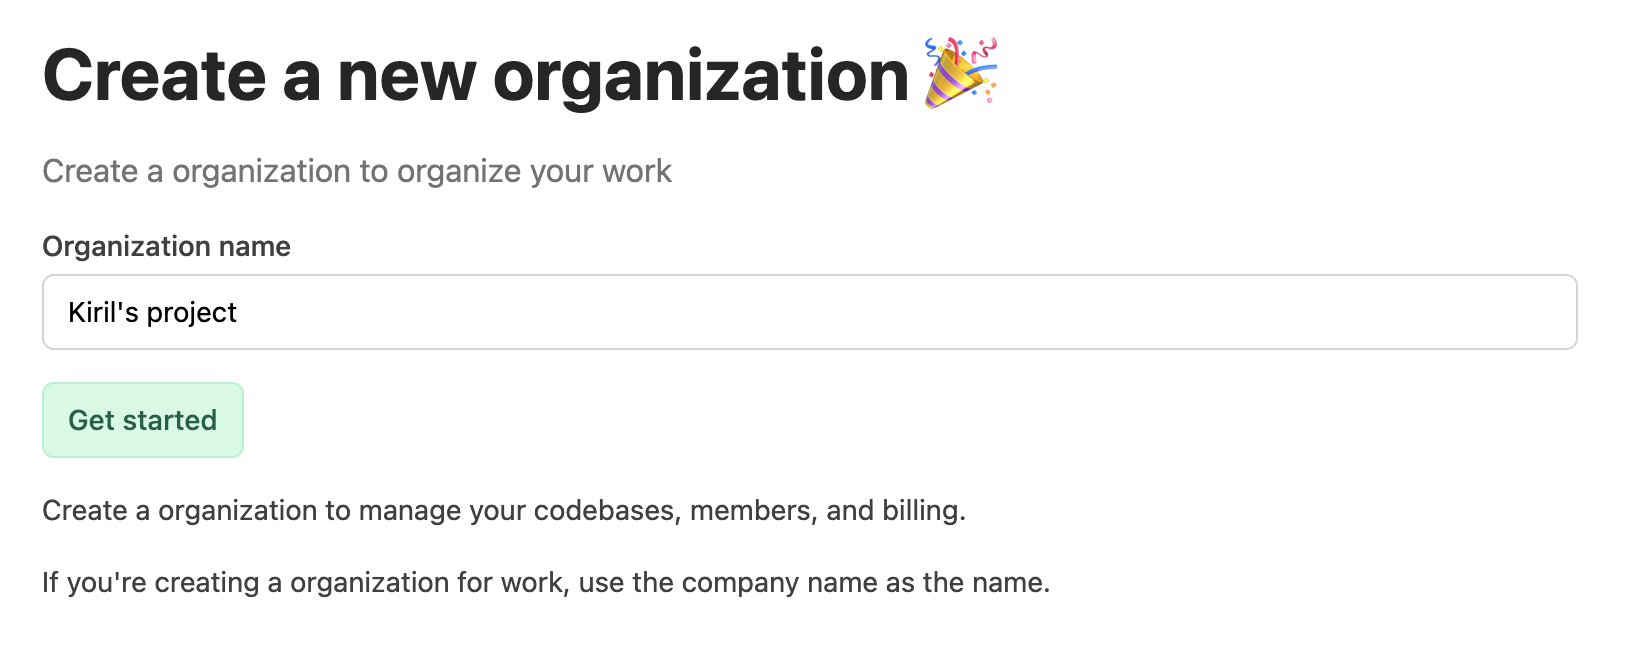 Create a new organization🎉
Create a organization to organize your work
Organization name
Kiril's project
Get started
Create a organization to manage your codebases, members, and billing.
If you're creating a organization for work, use the company name as the name.